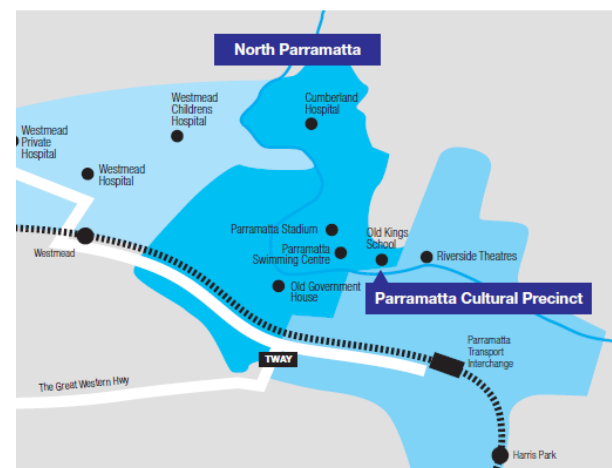 North Parramatta
Westmead
Childrens
Hospital
Cumberland
Hospital
Westmead
Private
Hospital
Westmead
Hospital
Parramatta Stadium
Old Kings
School
Parramatta
Swimming Centre
Riverside Theatres
Westmead
Old Government
House
Parramatta Cultural Precinct
Parramatta
Transport
Interchange
TWAY
The Great Western Hwy
Harris Park